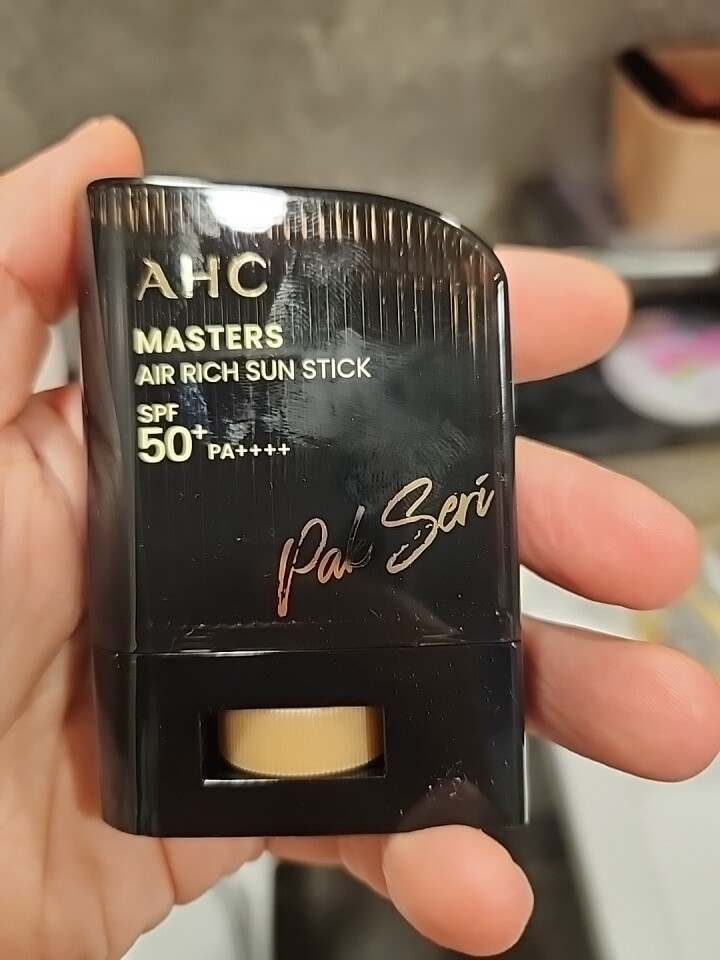 AHC
MASTERS
AIR RICH SUN STICK
SPF
50+ PA++++
Pak Seri